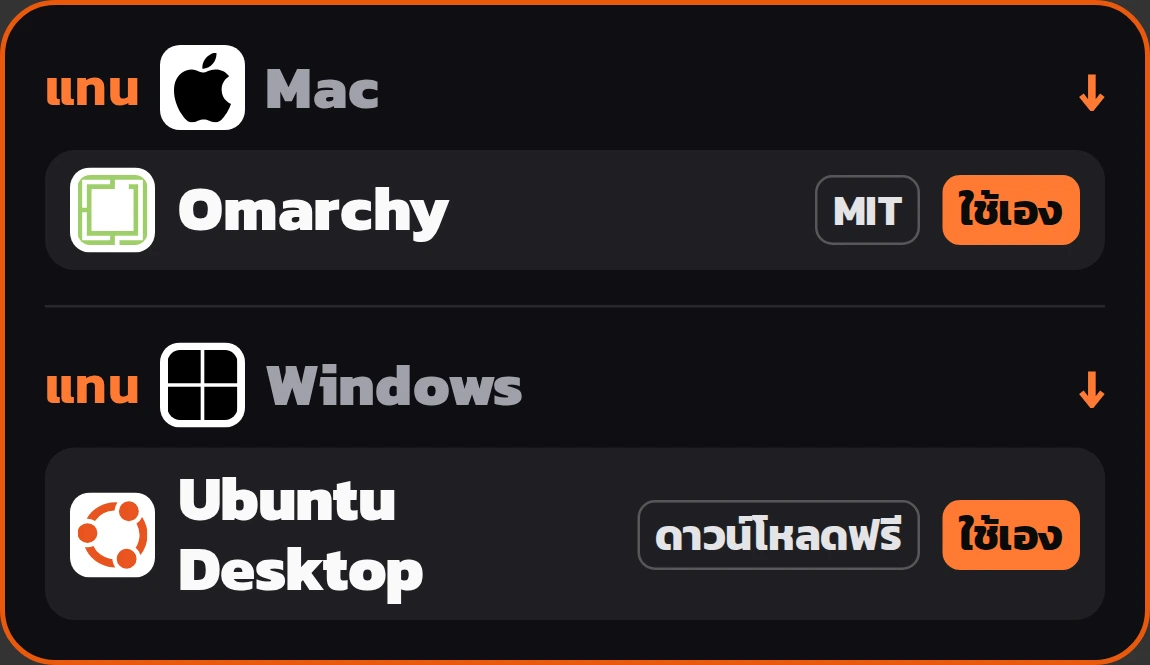 แทน Mac ↓
Omarchy MIT ใช้เอง
แทน Windows ↓
Ubuntu
Desktop ดาวน์โหลดฟรี ใช้เอง